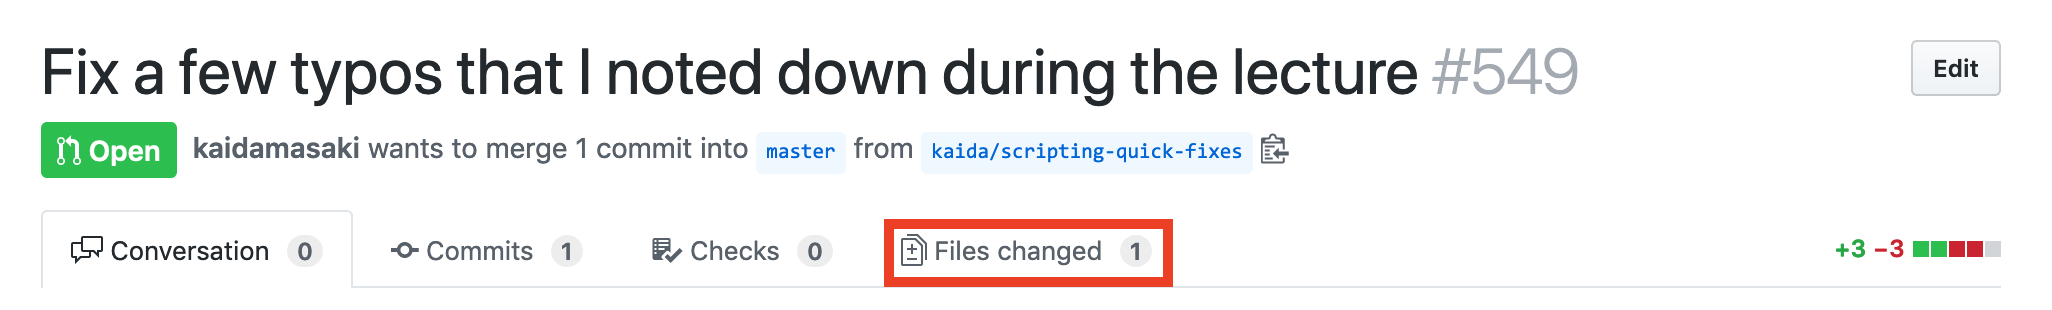 Fix a few typos that I noted down during the lecture #549 Edit
Open kaidamasaki wants to merge 1 commit into master from kaida/scripting-quick-fixes
Conversation 0 Commits 1 Checks 0 Files changed 1 +3 −3